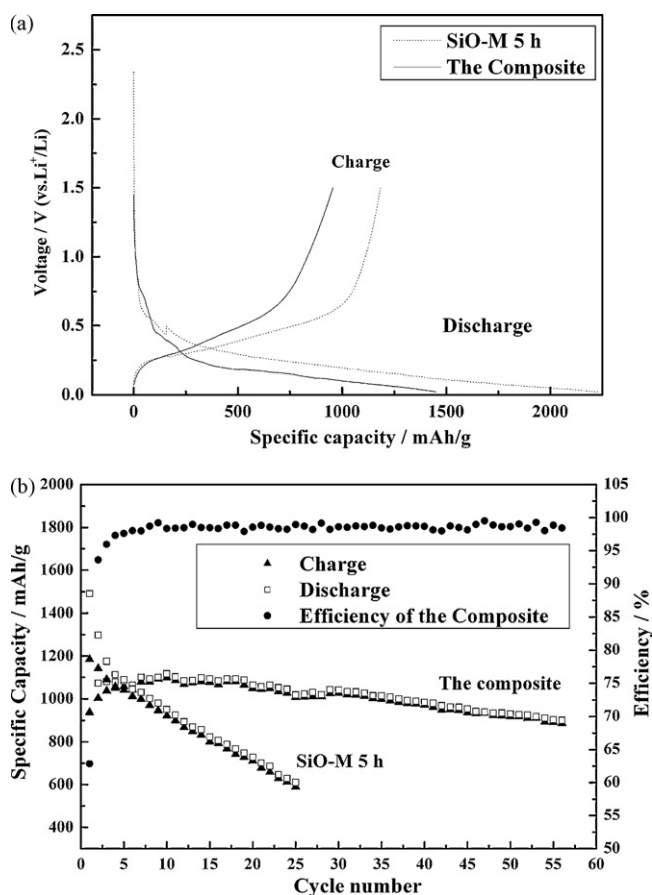 (a)
2.5
2.0
1.5
1.0
0.5
0.0
Voltage / V (vs.Li⁺/Li)
SiO-M 5 h
The Composite
Charge
Discharge
0 500 1000 1500 2000
Specific capacity / mAh/g
(b)
2000
1800
1600
1400
1200
1000
800
600
400
Specific Capacity / mAh/g
Charge
Discharge
Efficiency of the Composite
The composite
SiO-M 5 h
105
100
95
90
85
80
75
70
65
60
55
50
Efficiency / %
0 5 10 15 20 25 30 35 40 45 50 55 60
Cycle number